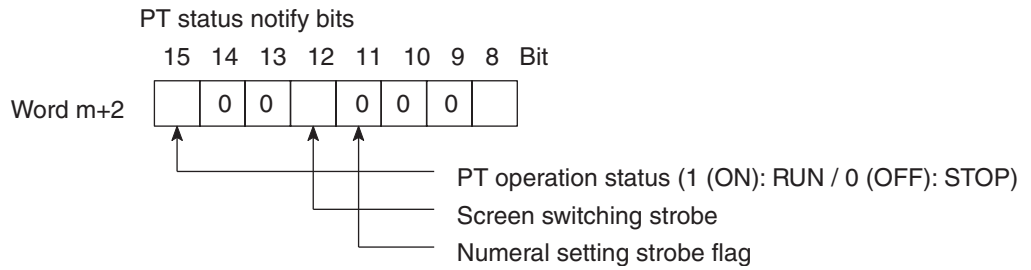 PT status notify bits
15 14 13 12 11 10 9 8 Bit
Word m+2 0 0 0 0 0
PT operation status (1 (ON): RUN / 0 (OFF): STOP)
Screen switching strobe
Numeral setting strobe flag